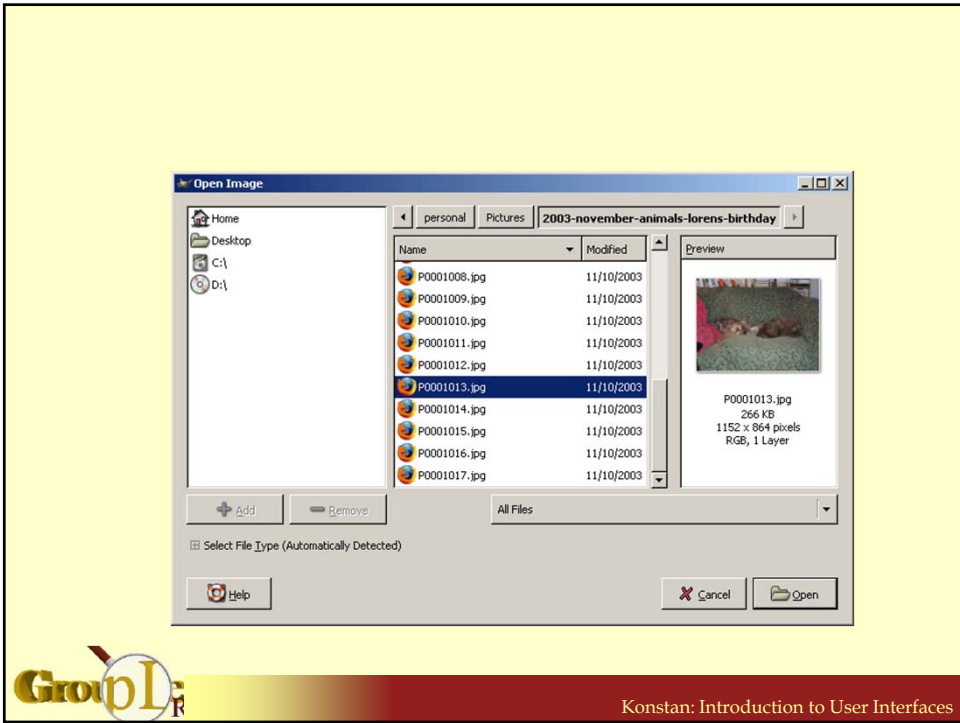 Open Image
Home
Desktop
C:\
D:\
personal Pictures 2003-november-animals-lorens-birthday
Name Modified
P0001008.jpg 11/10/2003
P0001009.jpg 11/10/2003
P0001010.jpg 11/10/2003
P0001011.jpg 11/10/2003
P0001012.jpg 11/10/2003
P0001013.jpg 11/10/2003
P0001014.jpg 11/10/2003
P0001015.jpg 11/10/2003
P0001016.jpg 11/10/2003
P0001017.jpg 11/10/2003
Preview
P0001013.jpg
266 KB
1152 x 864 pixels
RGB, 1 Layer
Add Remove All Files
Select File Type (Automatically Detected)
Help Cancel Open
Konstan: Introduction to User Interfaces